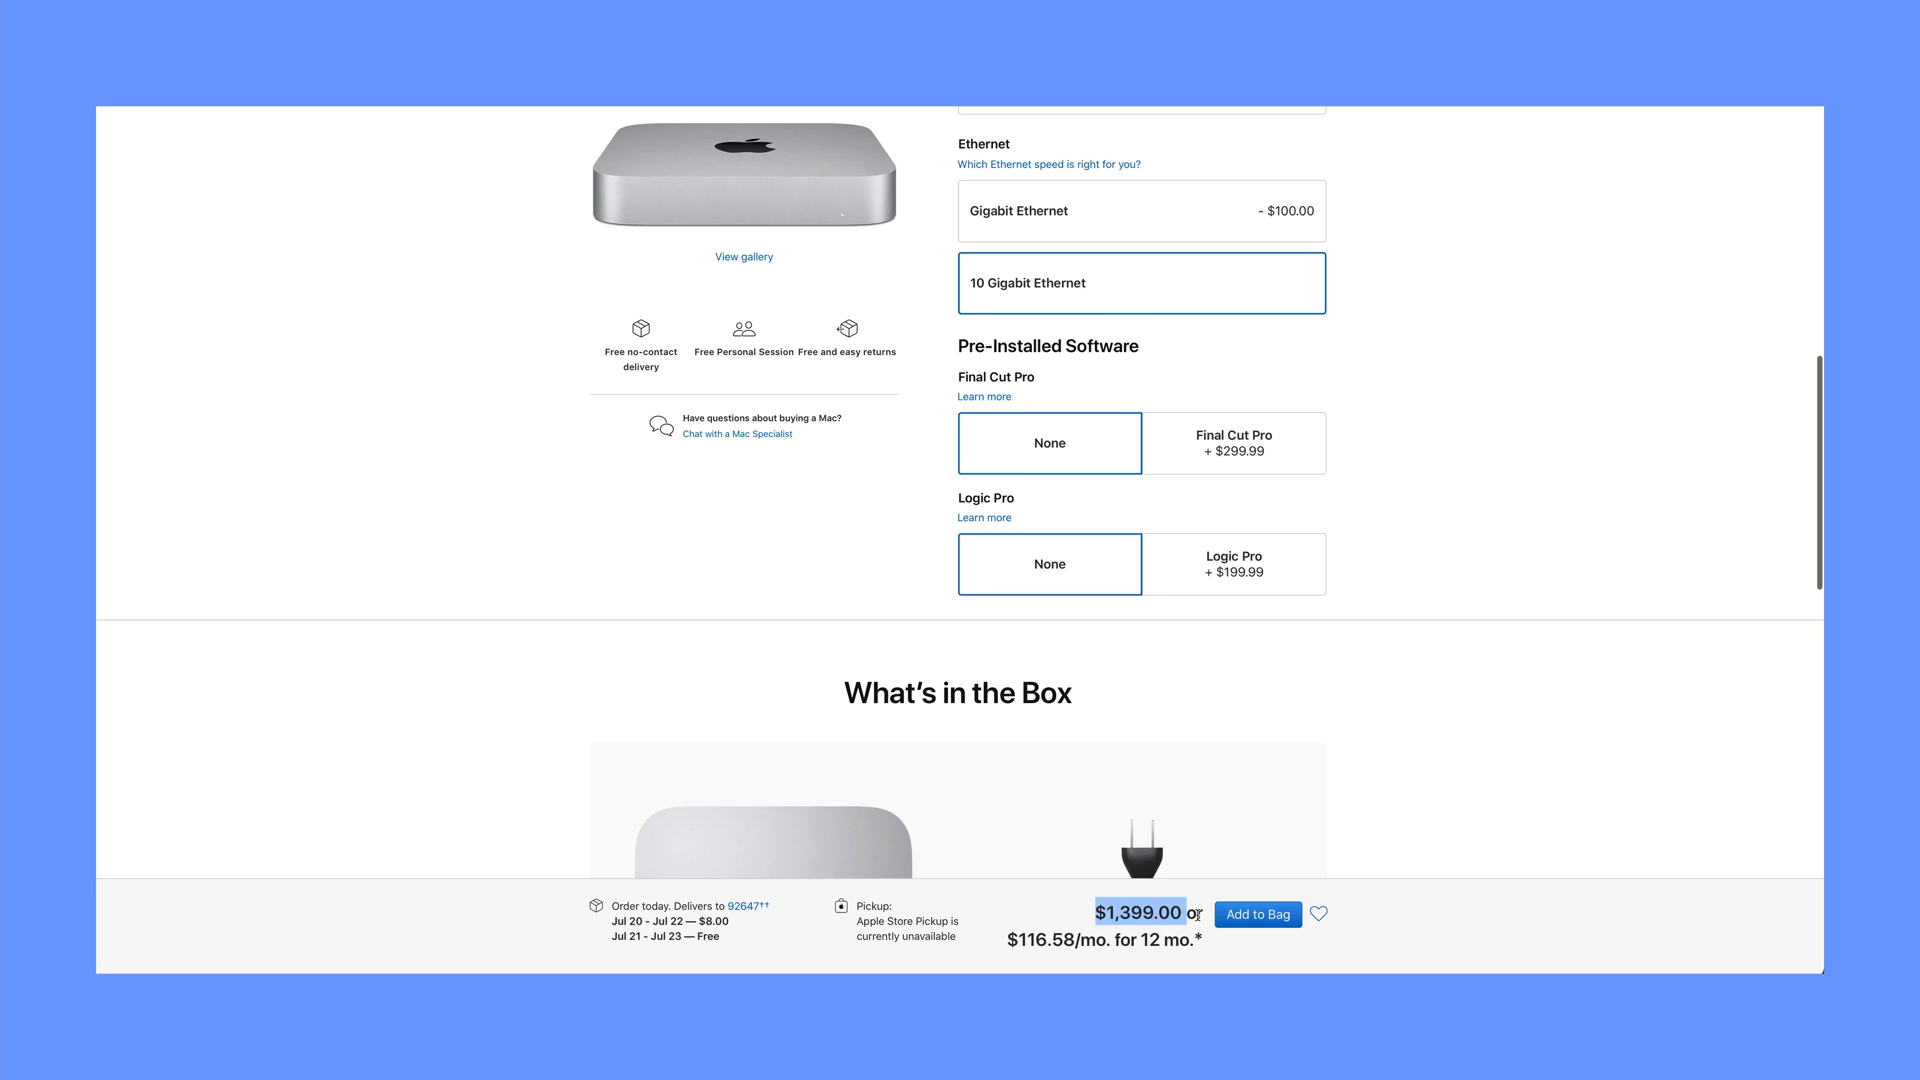 View gallery
Free no-contact
delivery
Free Personal Session
Free and easy returns
Have questions about buying a Mac?
Chat with a Mac Specialist
Ethernet
Which Ethernet speed is right for you?
Gigabit Ethernet - $100.00
10 Gigabit Ethernet
Pre-Installed Software
Final Cut Pro
Learn more
None
Final Cut Pro
+ $299.99
Logic Pro
Learn more
None
Logic Pro
+ $199.99
What's in the Box
Order today. Delivers to 92647††
Jul 20 - Jul 22 — $8.00
Jul 21 - Jul 23 — Free
Pickup:
Apple Store Pickup is
currently unavailable
$1,399.00 or
$116.58/mo. for 12 mo.*
Add to Bag